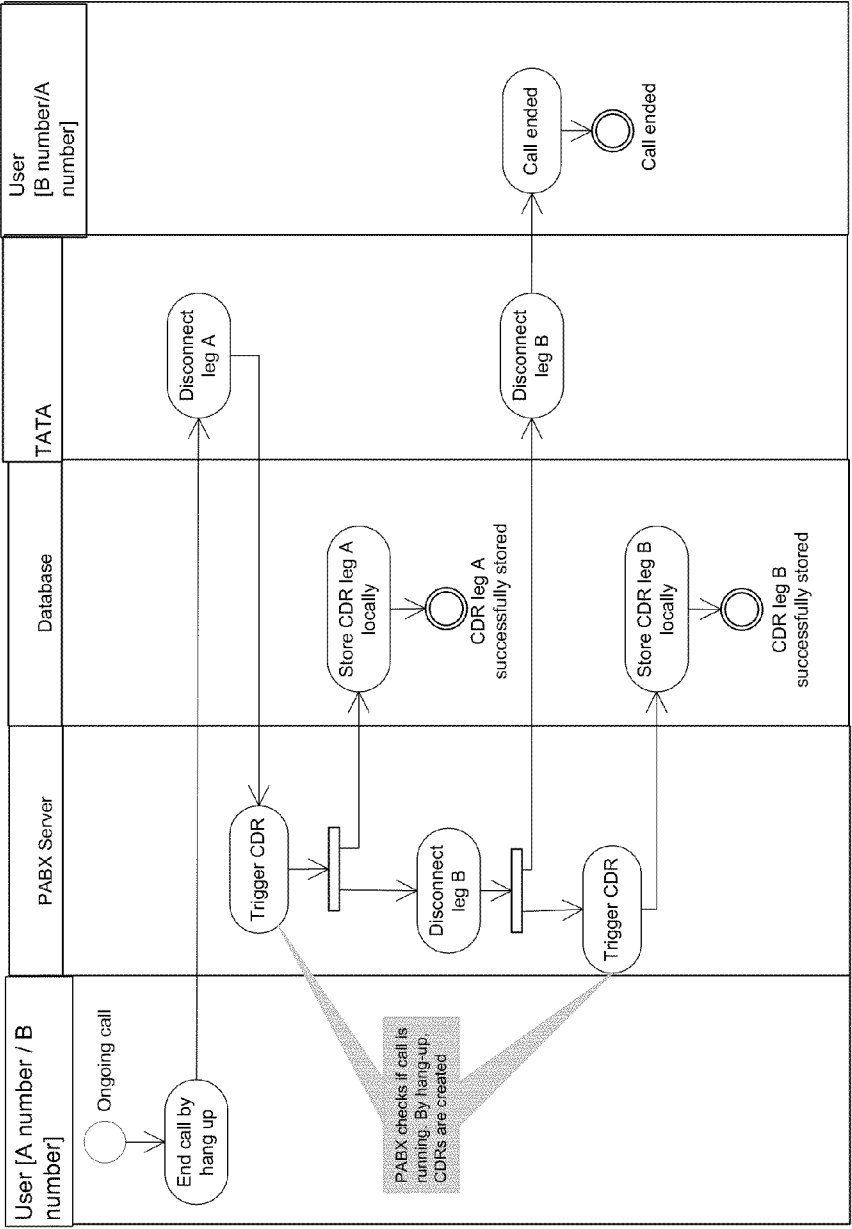 User [A number / B
number]
PABX Server
Database
TATA
User
[B number/A
number]
Ongoing call
End call by
hang up
Disconnect
leg A
Trigger CDR
Store CDR leg A
locally
CDR leg A
successfully stored
Disconnect
leg B
Disconnect
leg B
Call ended
Call ended
Trigger CDR
Store CDR leg B
locally
CDR leg B
successfully stored
PABX checks if call is
running. By hang-up,
CDRs are created